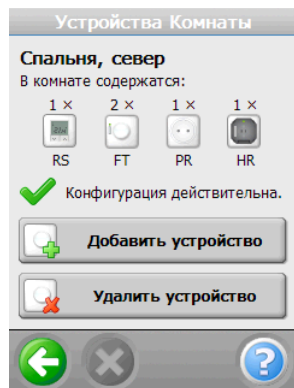 Устройства Комнаты
Спальня, север
В комнате содержатся:
1 × 2 × 1 × 1 ×
RS FT PR HR
Конфигурация действительна.
Добавить устройство
Удалить устройство
?